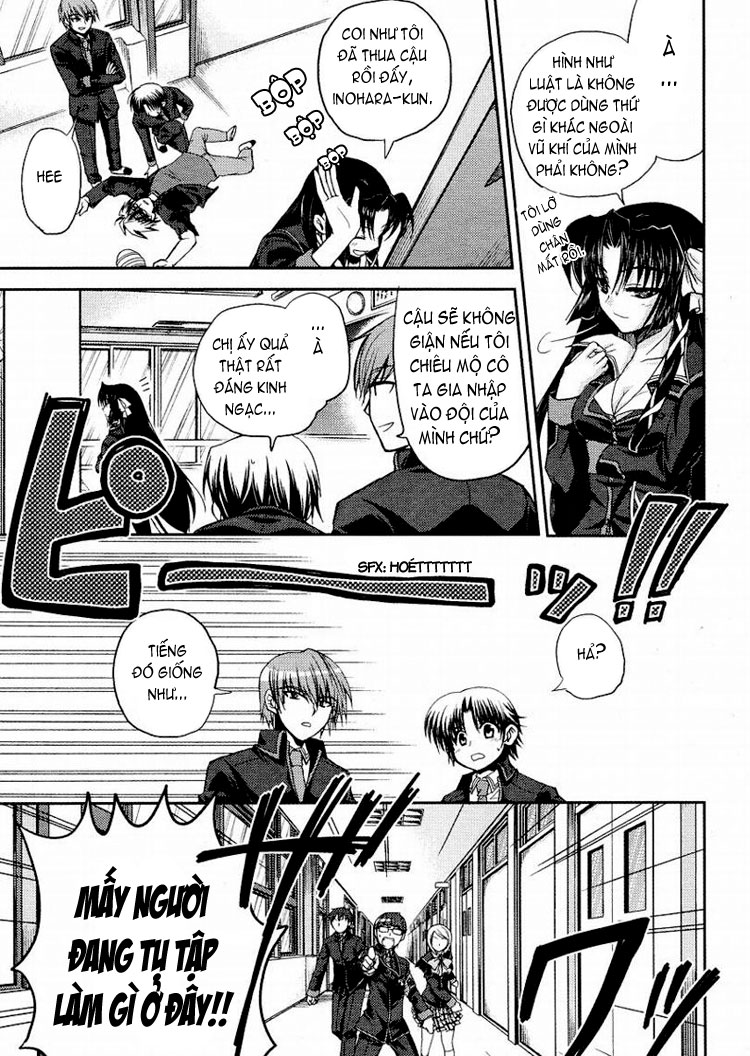 À
...
HÌNH NHƯ
LUẬT LÀ KHÔNG
ĐƯỢC DÙNG THỨ
GÌ KHÁC NGOÀI
VŨ KHÍ CỦA MÌNH
PHẢI KHÔNG?
TÔI LỠ
DÙNG
CHÂN
MẤT RỒI.
COI NHƯ TÔI
ĐÃ THUA CẬU
RỒI ĐẤY,
INOHARA-KUN.
BỘP
BỘP
BỘP
HEE
CẬU SẼ KHÔNG
GIẬN NẾU TÔI
CHIÊU MỘ CÔ
TA GIA NHẬP
VÀO ĐỘI CỦA
MÌNH CHỨ?
...
À
CHỊ ẤY QUẢ
THẬT RẤT
ĐÁNG KINH
NGẠC...
ピーーッ!!
SFX: HOÉTTTTTTT
HẢ?
TIẾNG
ĐÓ GIỐNG
NHƯ...
MẤY NGƯỜI
ĐANG TỤ TẬP
LÀM GÌ Ở ĐÂY!!